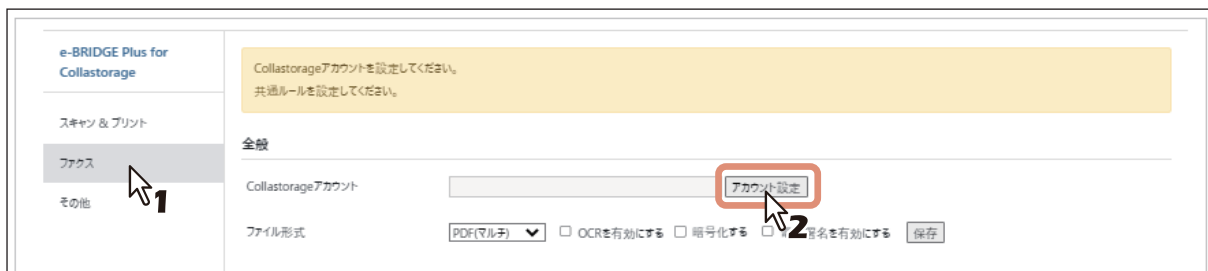 e-BRIDGE Plus for
Collastorage
スキャン & プリント
ファクス
その他
1
Collastorageアカウントを設定してください。
共通ルールを設定してください。
全般
Collastorageアカウント
アカウント設定
2
ファイル形式
PDF(マルチ) OCRを有効にする 暗号化する 署名を有効にする 保存